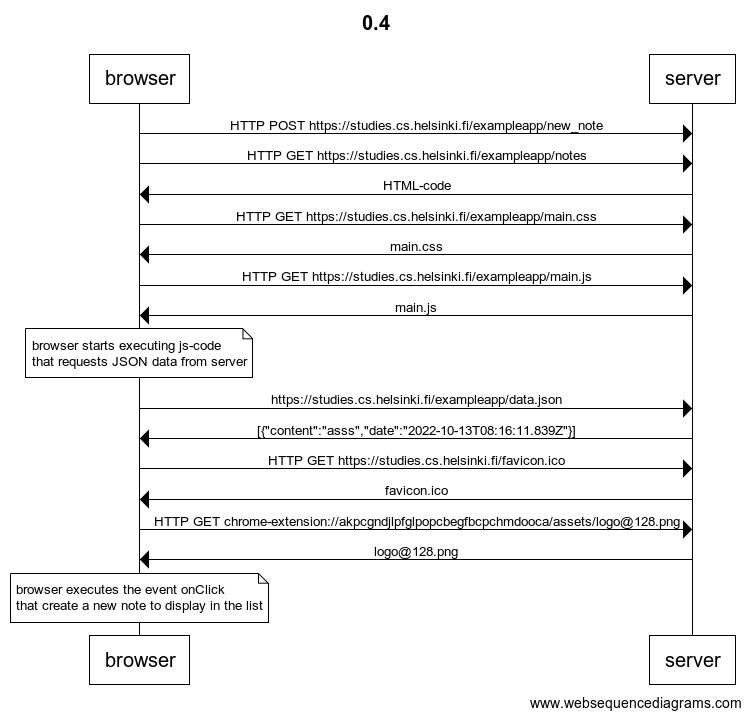 0.4
browser
server
HTTP POST https://studies.cs.helsinki.fi/exampleapp/new_note
HTTP GET https://studies.cs.helsinki.fi/exampleapp/notes
HTML-code
HTTP GET https://studies.cs.helsinki.fi/exampleapp/main.css
main.css
HTTP GET https://studies.cs.helsinki.fi/exampleapp/main.js
main.js
browser starts executing js-code
that requests JSON data from server
https://studies.cs.helsinki.fi/exampleapp/data.json
[{"content":"asss","date":"2022-10-13T08:16:11.839Z"}]
HTTP GET https://studies.cs.helsinki.fi/favicon.ico
favicon.ico
HTTP GET chrome-extension://akpcgndjlpfglpopcbegfbcpchmdooca/assets/logo@128.png
logo@128.png
browser executes the event onClick
that create a new note to display in the list
browser
server
www.websequencediagrams.com